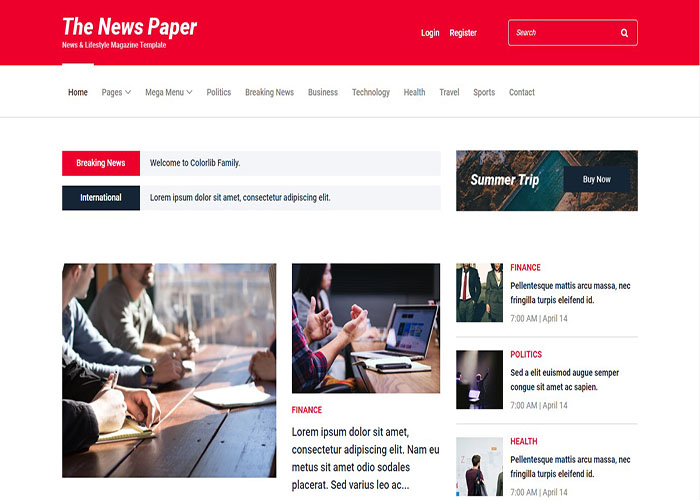 The News Paper
News & Lifestyle Magazine Template
Login Register Search
Home Pages Mega Menu Politics Breaking News Business Technology Health Travel Sports Contact
Breaking News Welcome to Colorlib Family.
International Lorem ipsum dolor sit amet, consectetur adipiscing elit.
Summer Trip Buy Now
FINANCE
Lorem ipsum dolor sit amet,
consectetur adipiscing elit. Nam eu
metus sit amet odio sodales
placerat. Sed varius leo ac...
FINANCE
Pellentesque mattis arcu massa, nec
fringilla turpis eleifend id.
7:00 AM | April 14
POLITICS
Sed a elit euismod augue semper
congue sit amet ac sapien.
7:00 AM | April 14
HEALTH
Pellentesque mattis arcu massa, nec
fringilla turpis eleifend id.
7:00 AM | April 14